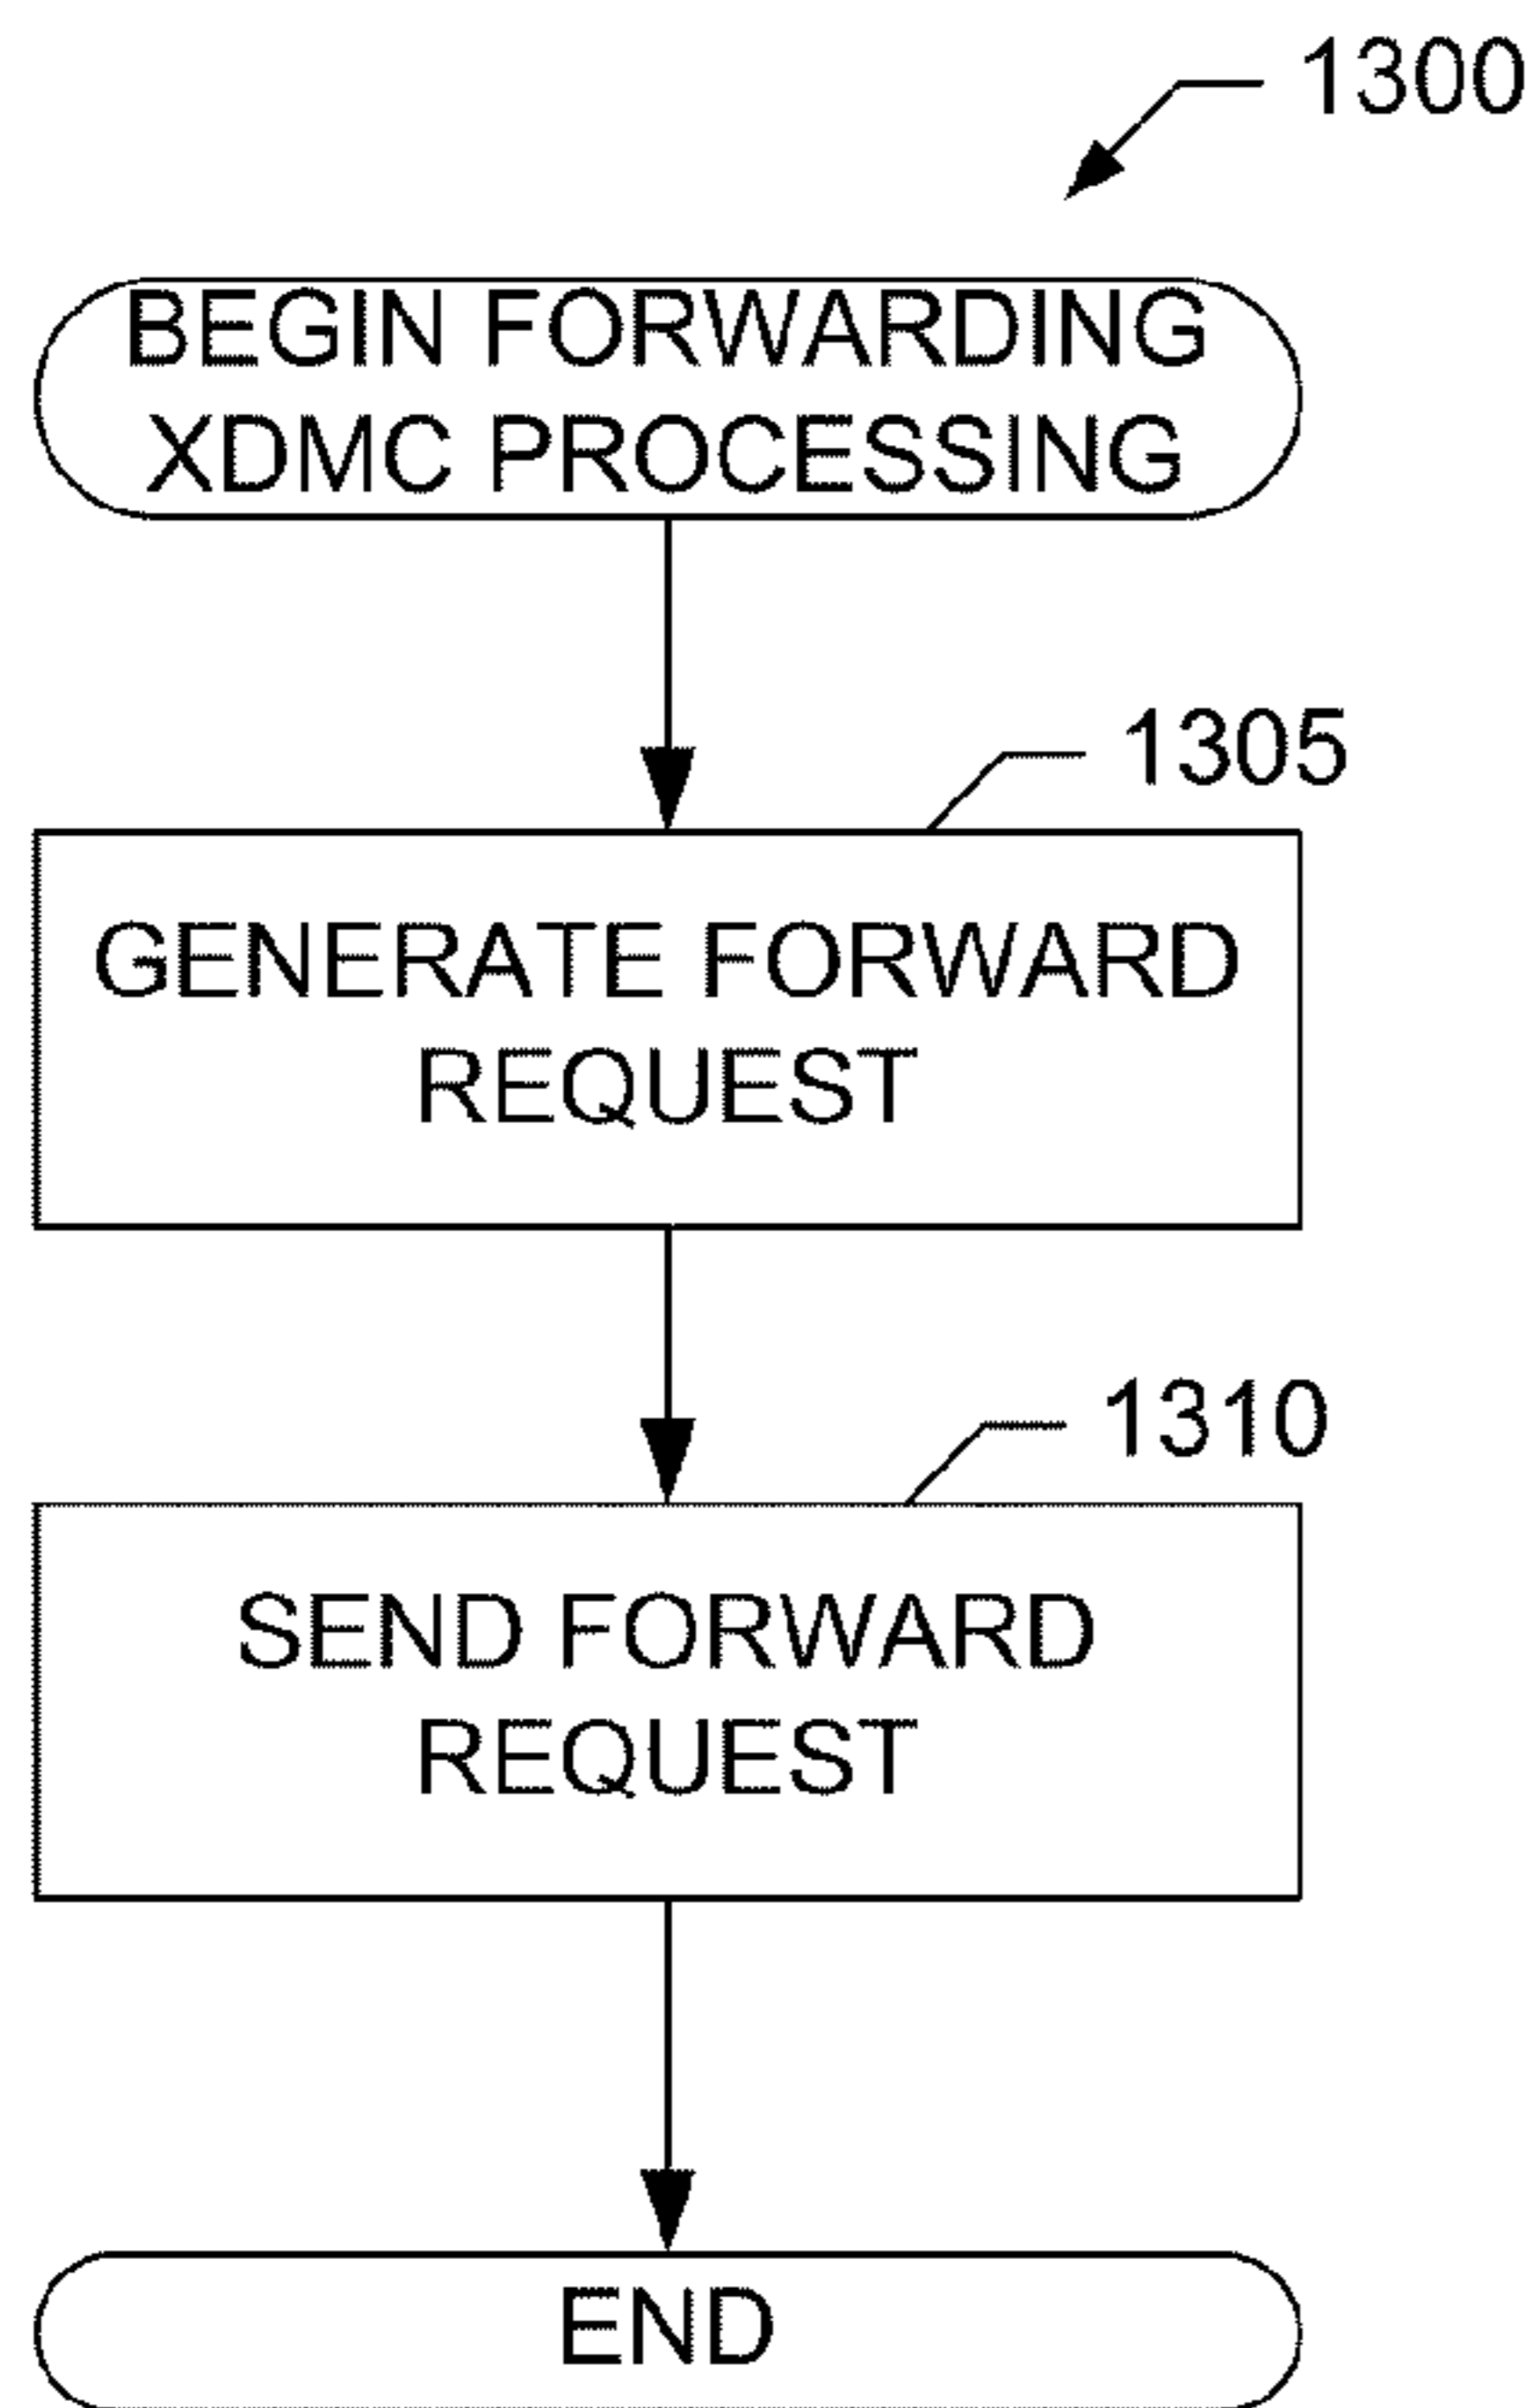 1300
BEGIN FORWARDING
XDMC PROCESSING
1305
GENERATE FORWARD
REQUEST
1310
SEND FORWARD
REQUEST
END